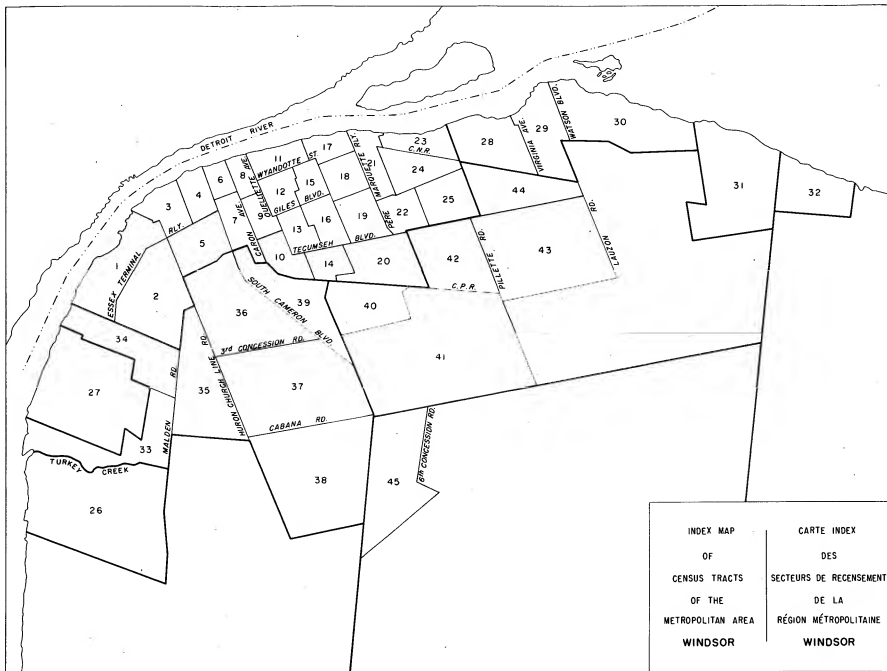 DETROIT RIVER
WATSON BLVD.
VIRGINIA AVE.
28
29
30
31
32
17
11
WYANDOTTE ST.
OUELLETTE AVE.
MARQUETTE RLY.
PERE
21
23
C.N.R.
24
44
3
4
6
8
12
15
18
GILES BLVD.
25
22
19
16
13
9
7
CARON AVE
RLY.
ESSEX TERMINAL
5
1
2
TECUMSEH BLVD.
10
14
20
42
43
PILLETTE RD.
LAUZON RD.
C.P.R.
SOUTH CAMERON BLVD.
39
40
36
34
3rd CONCESSION RD.
41
27
MALDEN RD.
35
HURON CHURCH LINE RD.
37
CABANA RD.
33
TURKEY CREEK
26
38
45
6th CONCESSION RD.
INDEX MAP
OF
CENSUS TRACTS
OF THE
METROPOLITAN AREA
WINDSOR
CARTE INDEX
DES
SECTEURS DE RECENSEMENT
DE LA
RÉGION MÉTROPOLITAINE
WINDSOR